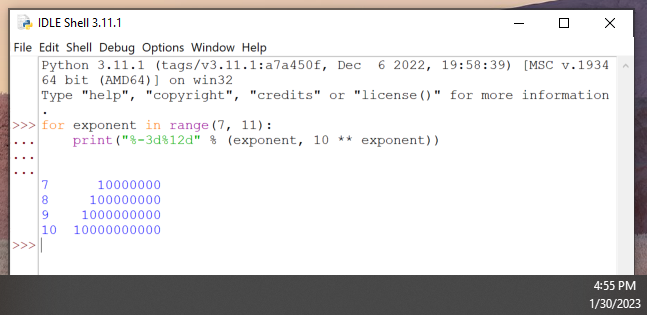 IDLE Shell 3.11.1
File Edit Shell Debug Options Window Help
Python 3.11.1 (tags/v3.11.1:a7a450f, Dec  6 2022, 19:58:39) [MSC v.1934
64 bit (AMD64)] on win32
Type "help", "copyright", "credits" or "license()" for more information
.
>>> for exponent in range(7, 11):
...     print("%-3d%12d" % (exponent, 10 ** exponent))
...
...
7      10000000
8     100000000
9    1000000000
10  10000000000
>>>
4:55 PM
1/30/2023